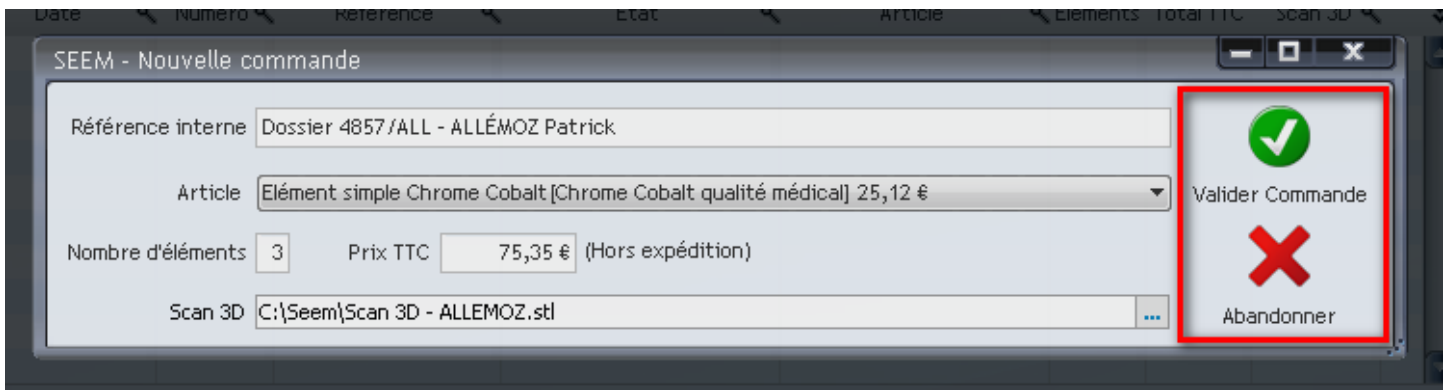 Date Numéro Référence Etat Article Eléments Total TTC Scan 3D
SEEM - Nouvelle commande
Référence interne Dossier 4857/ALL - ALLÉMOZ Patrick
Article Elément simple Chrome Cobalt [Chrome Cobalt qualité médical] 25,12 €
Valider Commande
Nombre d'éléments 3 Prix TTC 75,35 € (Hors expédition)
Scan 3D C:\Seem\Scan 3D - ALLEMOZ.stl ...
Abandonner